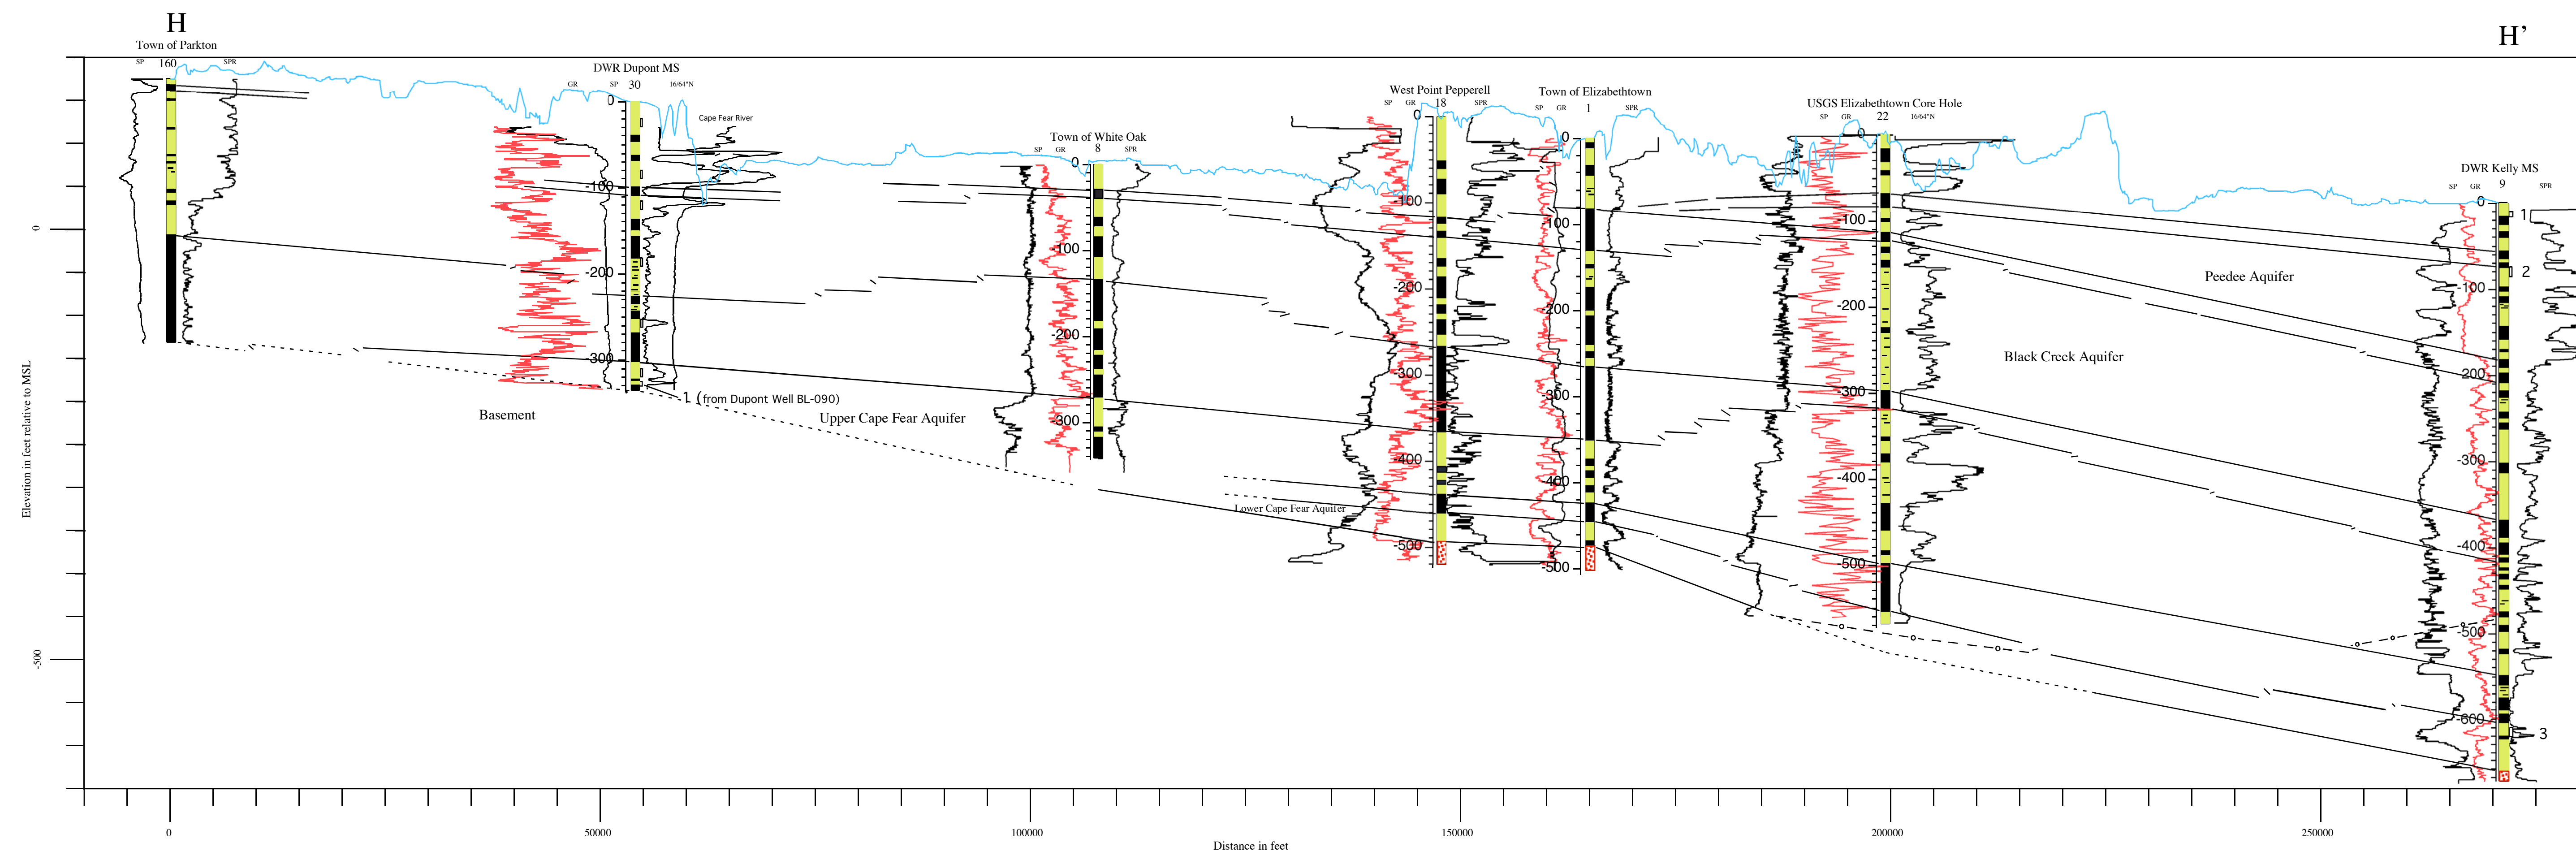 H
H’
Town of Parkton
SP 160 SPR
DWR Dupont MS
GR SP 30 16/64"N
Cape Fear River
Town of White Oak
SP GR 8 SPR
West Point Pepperell
SP GR 18 SPR
Town of Elizabethtown
SP GR 1 SPR
USGS Elizabethtown Core Hole
SP GR 22 16/64"N
DWR Kelly MS
SP GR 9 SPR
0
-100
-200
-300
0
-100
-200
-300
0
-100
-200
-300
-400
-500
0
-100
-200
-300
-400
-500
0
-100
-200
-300
-400
-500
0
-100
-200
-300
-400
-500
-600
1
2
3
1 (from Dupont Well BL-090)
Peedee Aquifer
Black Creek Aquifer
Upper Cape Fear Aquifer
Lower Cape Fear Aquifer
Basement
Elevation in feet relative to MSL
0
-500
0 50000 100000 150000 200000 250000
Distance in feet